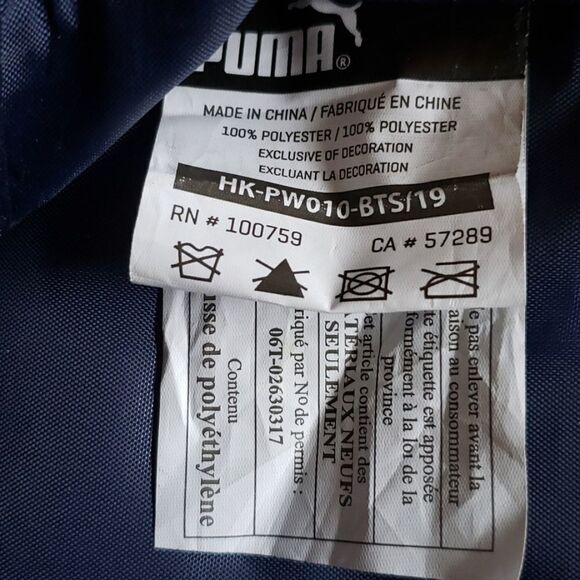 PUMA®
MADE IN CHINA / FABRIQUÉ EN CHINE
100% POLYESTER / 100% POLYESTER
EXCLUSIVE OF DECORATION
EXCLUANT LA DECORATION
HK-PW010-BTS/19
RN # 100759 CA # 57289
e pas enlever avant la
aison au consommateur
te étiquette est apposée
formément à la loi de la
province
et article contient des
TÉRIAUX NEUFS
SEULEMENT
riqué par No de permis :
06T-02630317
Contenu
sse de polyéthylène